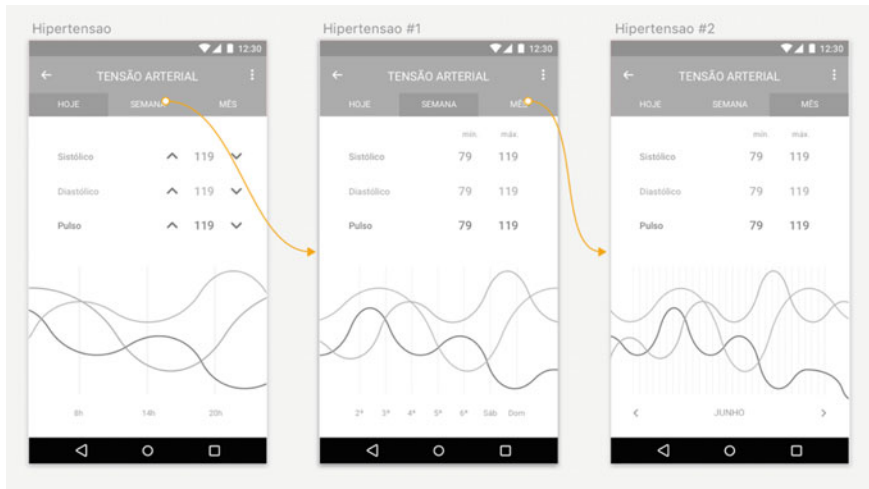 Hipertensao
12:30
TENSÃO ARTERIAL
HOJE SEMANA MÊS
Sistólico 119
Diastólico 119
Pulso 119
8h 14h 20h
Hipertensao #1
12:30
TENSÃO ARTERIAL
HOJE SEMANA MÊS
min. máx.
Sistólico 79 119
Diastólico 79 119
Pulso 79 119
2ª 3ª 4ª 5ª 6ª Sáb Dom
Hipertensao #2
12:30
TENSÃO ARTERIAL
HOJE SEMANA MÊS
min. máx.
Sistólico 79 119
Diastólico 79 119
Pulso 79 119
JUNHO